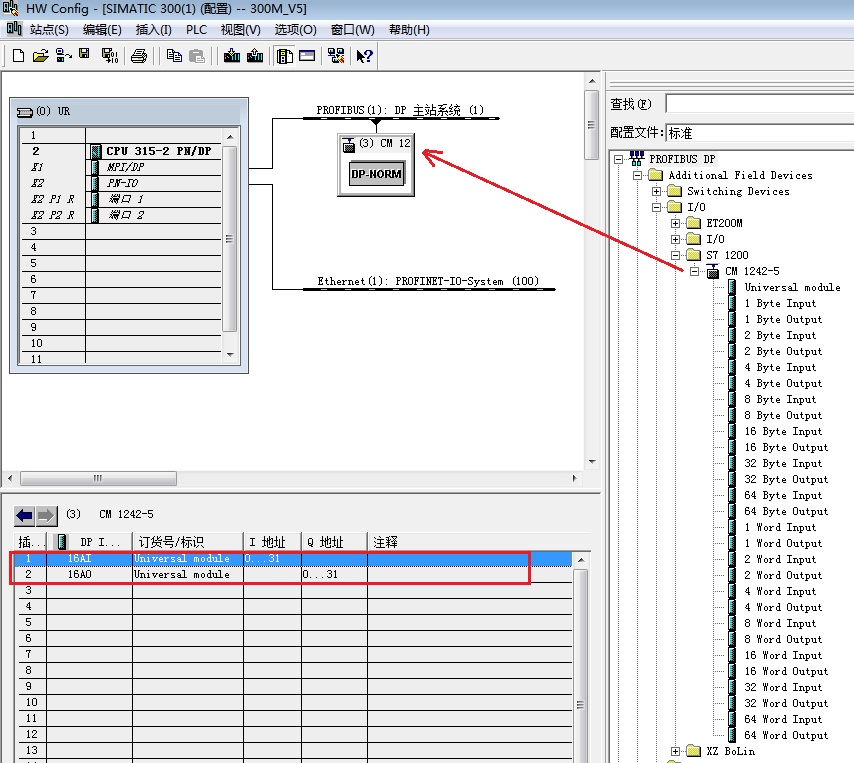 HW Config - [SIMATIC 300(1) (配置) -- 300M_V5]
站点(S) 编辑(E) 插入(I) PLC 视图(V) 选项(O) 窗口(W) 帮助(H)
(0) UR
1
2 CPU 315-2 PN/DP
X1 MPI/DP
X2 PN-IO
X2 P1 R 端口 1
X2 P2 R 端口 2
3
4
5
6
7
8
9
10
11
PROFIBUS(1): DP 主站系统 (1)
(3) CM 12
DP-NORM
Ethernet(1): PROFINET-IO-System (100)
(3) CM 1242-5
插... DP I... 订货号/标识 I 地址 Q 地址 注释
1 16AI Universal module 0...31
2 16AO Universal module 0...31
3
4
5
6
7
8
9
10
11
12
13
查找(F)
配置文件: 标准
PROFIBUS DP
Additional Field Devices
Switching Devices
I/O
ET200M
I/O
S7 1200
CM 1242-5
Universal module
1 Byte Input
1 Byte Output
2 Byte Input
2 Byte Output
4 Byte Input
4 Byte Output
8 Byte Input
8 Byte Output
16 Byte Input
16 Byte Output
32 Byte Input
32 Byte Output
64 Byte Input
64 Byte Output
1 Word Input
1 Word Output
2 Word Input
2 Word Output
4 Word Input
4 Word Output
8 Word Input
8 Word Output
16 Word Input
16 Word Output
32 Word Input
32 Word Output
64 Word Input
64 Word Output
XZ BoLin